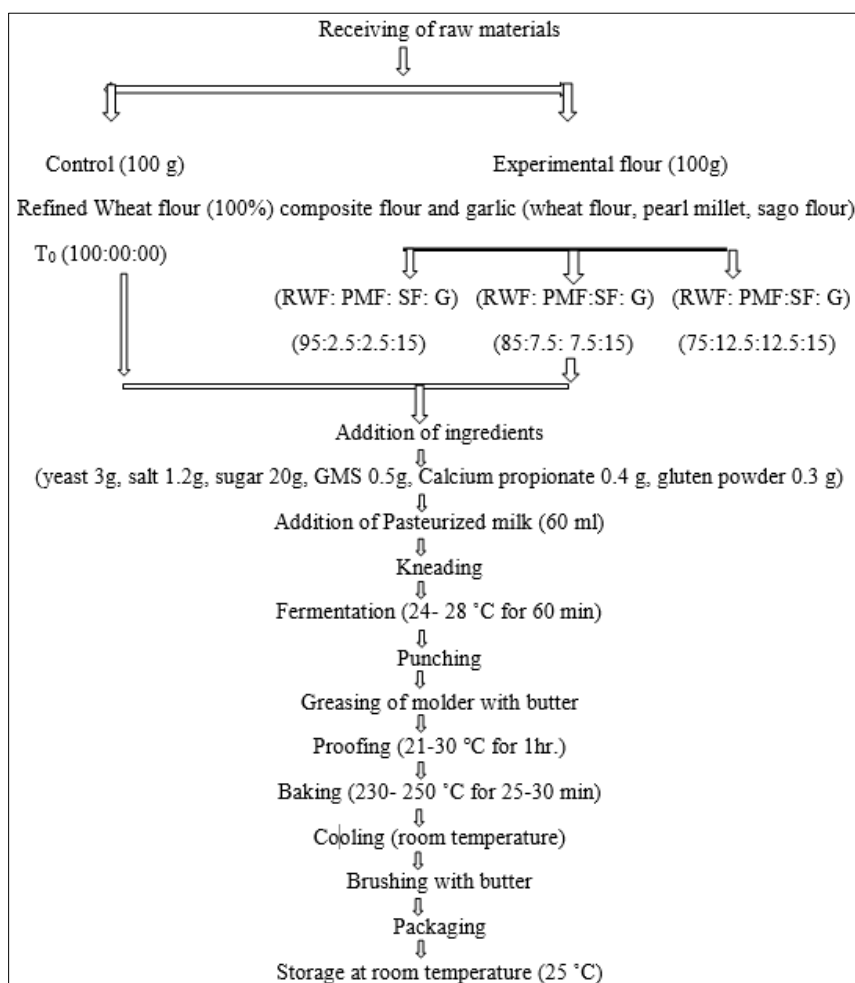 Receiving of raw materials
Control (100 g) Experimental flour (100g)
Refined Wheat flour (100%) composite flour and garlic (wheat flour, pearl millet, sago flour)
T₀ (100:00:00)
(RWF: PMF: SF: G) (RWF: PMF:SF: G) (RWF: PMF:SF: G)
(95:2.5:2.5:15) (85:7.5: 7.5:15) (75:12.5:12.5:15)
Addition of ingredients
(yeast 3g, salt 1.2g, sugar 20g, GMS 0.5g, Calcium propionate 0.4 g, gluten powder 0.3 g)
Addition of Pasteurized milk (60 ml)
Kneading
Fermentation (24- 28 ˚C for 60 min)
Punching
Greasing of molder with butter
Proofing (21-30 °C for 1hr.)
Baking (230- 250 ˚C for 25-30 min)
Cooling (room temperature)
Brushing with butter
Packaging
Storage at room temperature (25 ˚C)